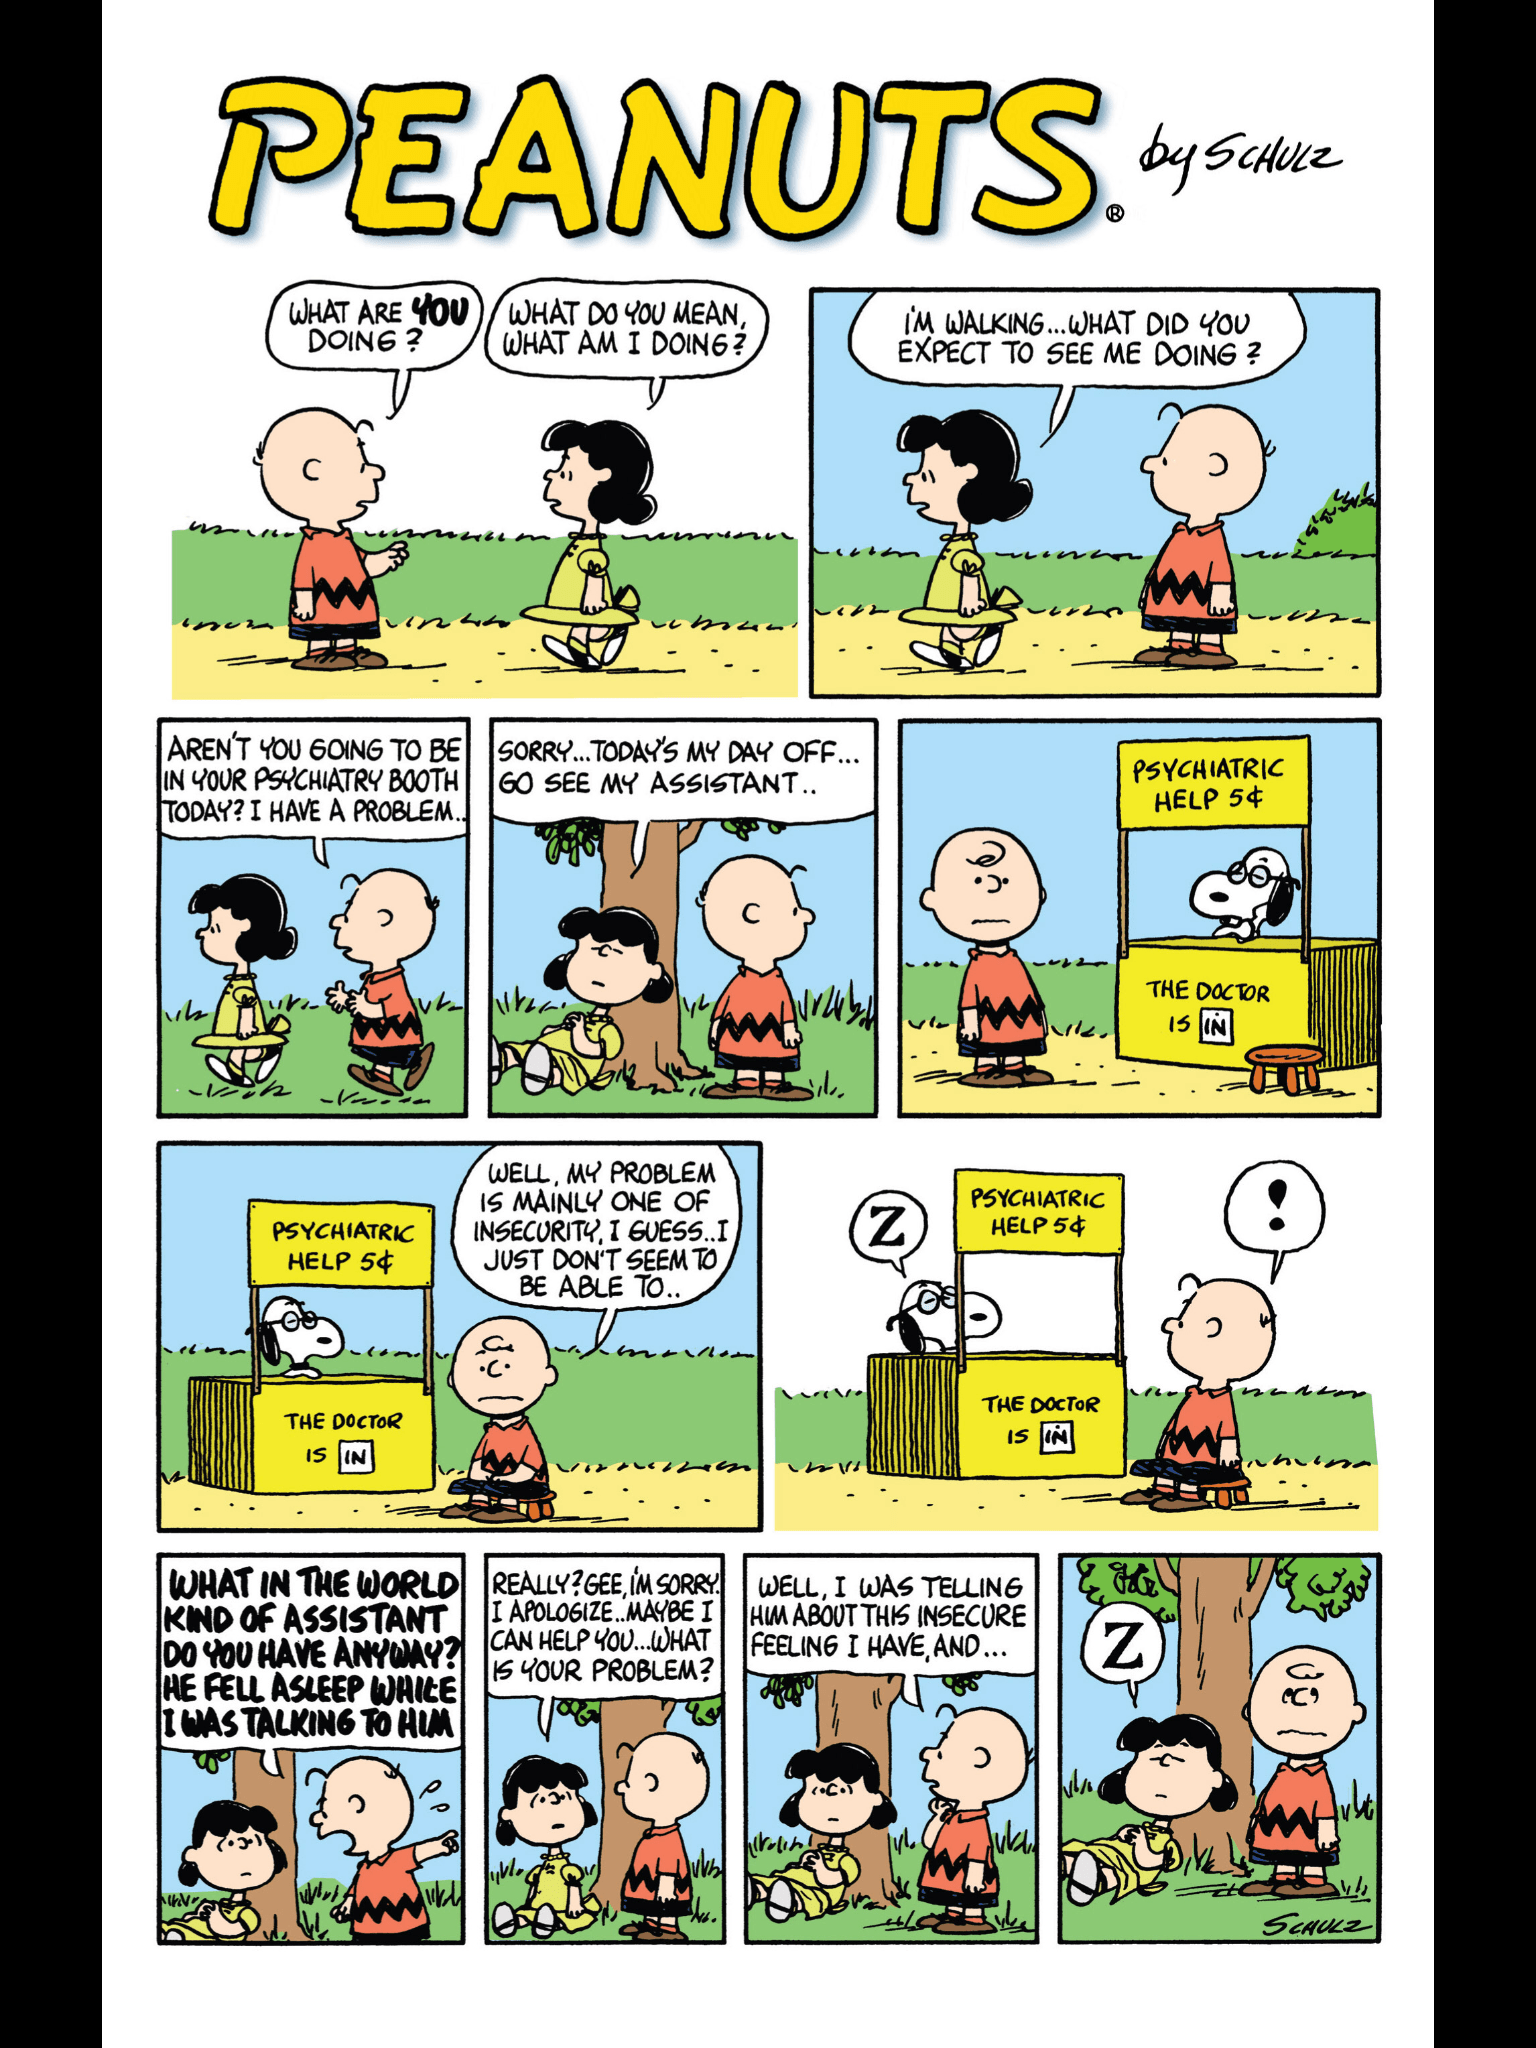 PEANUTS®
by SCHULZ
WHAT ARE YOU
DOING?
WHAT DO YOU MEAN,
WHAT AM I DOING?
I'M WALKING...WHAT DID YOU
EXPECT TO SEE ME DOING?
AREN'T YOU GOING TO BE
IN YOUR PSYCHIATRY BOOTH
TODAY? I HAVE A PROBLEM..
SORRY...TODAY'S MY DAY OFF...
GO SEE MY ASSISTANT..
PSYCHIATRIC
HELP 5¢
THE DOCTOR
IS IN
WELL, MY PROBLEM
IS MAINLY ONE OF
INSECURITY, I GUESS..I
JUST DON'T SEEM TO
BE ABLE TO..
PSYCHIATRIC
HELP 5¢
THE DOCTOR
IS IN
Z
PSYCHIATRIC
HELP 5¢
!
THE DOCTOR
IS IN
WHAT IN THE WORLD
KIND OF ASSISTANT
DO YOU HAVE ANYWAY?
HE FELL ASLEEP WHILE
I WAS TALKING TO HIM
REALLY? GEE, I'M SORRY.
I APOLOGIZE..MAYBE I
CAN HELP YOU...WHAT
IS YOUR PROBLEM?
WELL, I WAS TELLING
HIM ABOUT THIS INSECURE
FEELING I HAVE, AND...
Z
SCHULZ